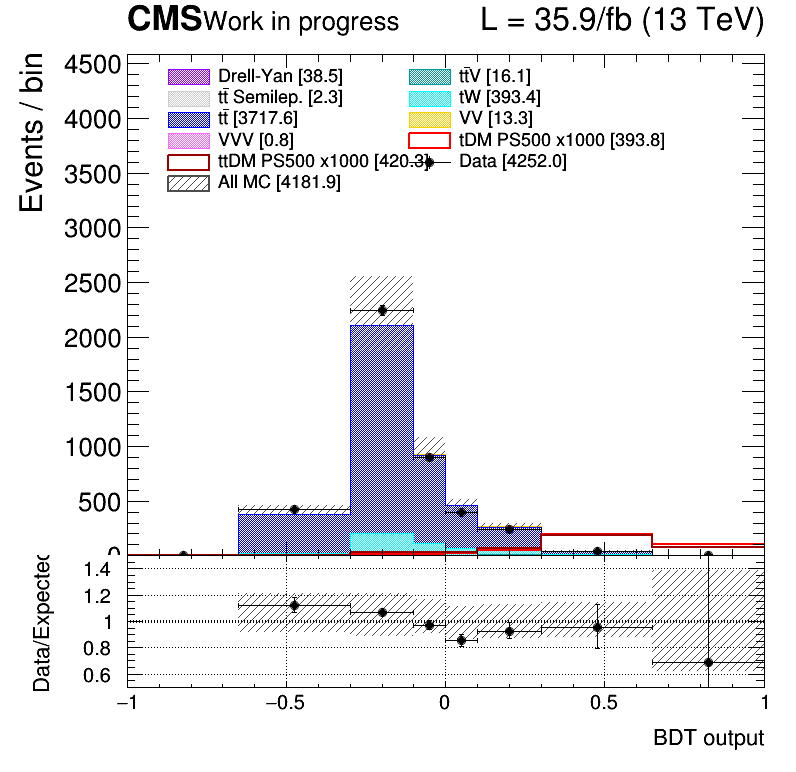 CMS Work in progress L = 35.9/fb (13 TeV)
Events / bin
4500
4000
3500
3000
2500
2000
1500
1000
500
0
Drell-Yan [38.5]
tt̄V [16.1]
tt̄ Semilep. [2.3]
tW [393.4]
tt̄ [3717.6]
VV [13.3]
VVV [0.8]
tDM PS500 x1000 [393.8]
ttDM PS500 x1000 [420.3]
Data [4252.0]
All MC [4181.9]
Data/Expected
1.4
1.2
1
0.8
0.6
−1 −0.5 0 0.5 1
BDT output